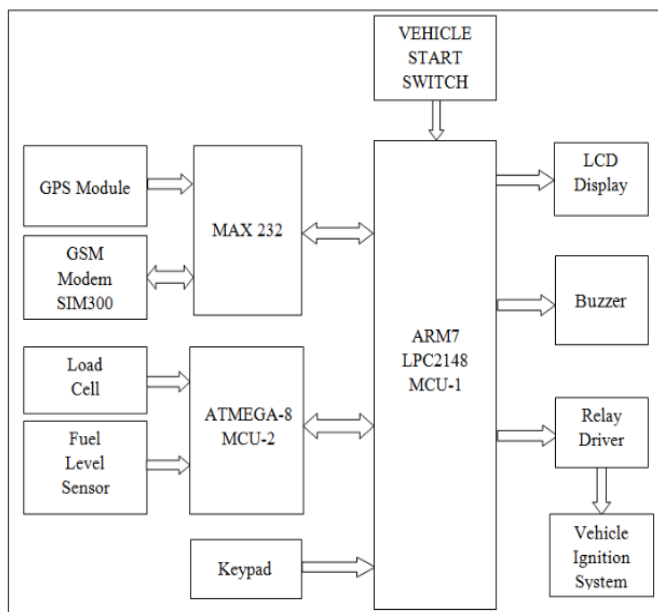 VEHICLE
START
SWITCH
GPS Module
MAX 232
GSM
Modem
SIM300
Load
Cell
Fuel
Level
Sensor
ATMEGA-8
MCU-2
Keypad
ARM7
LPC2148
MCU-1
LCD
Display
Buzzer
Relay
Driver
Vehicle
Ignition
System